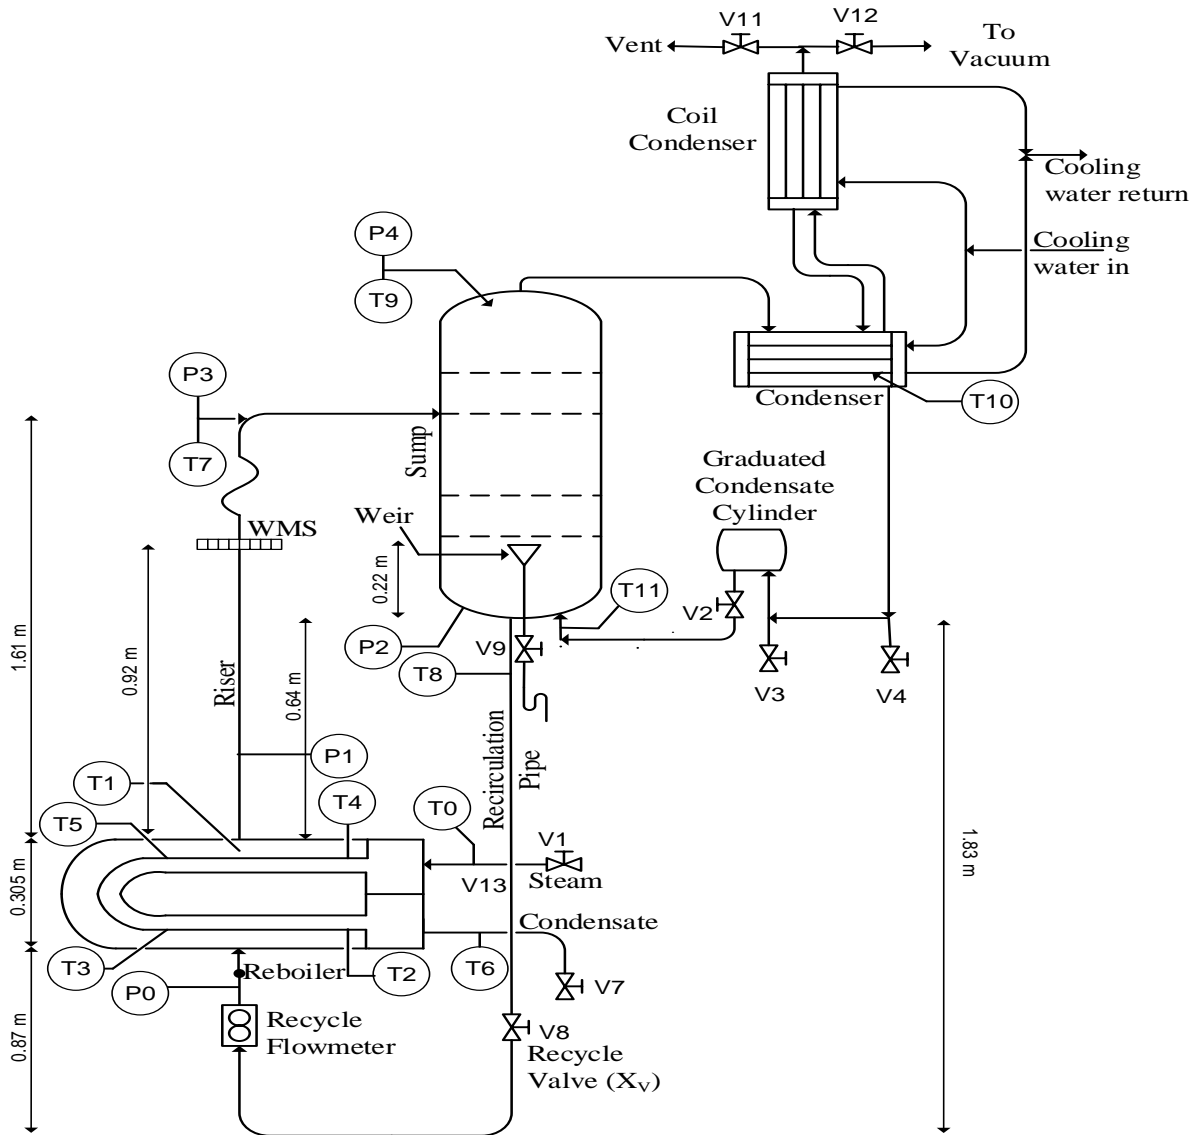 V11
V12
Vent
To
Vacuum
Coil
Condenser
Cooling
water return
Cooling
water in
P4
T9
P3
T7
Condenser
T10
Sump
Graduated
Condensate
Cylinder
WMS
Weir
0.22 m
T11
V2
P2
V9
T8
V3
V4
1.61 m
0.92 m
Riser
0.64 m
P1
Recirculation
Pipe
T1
T4
T0
T5
V1
V13
Steam
1.83 m
0.305 m
Condensate
T3
Reboiler
T2
T6
P0
V7
Recycle
Flowmeter
V8
Recycle
Valve (XV)
0.87 m